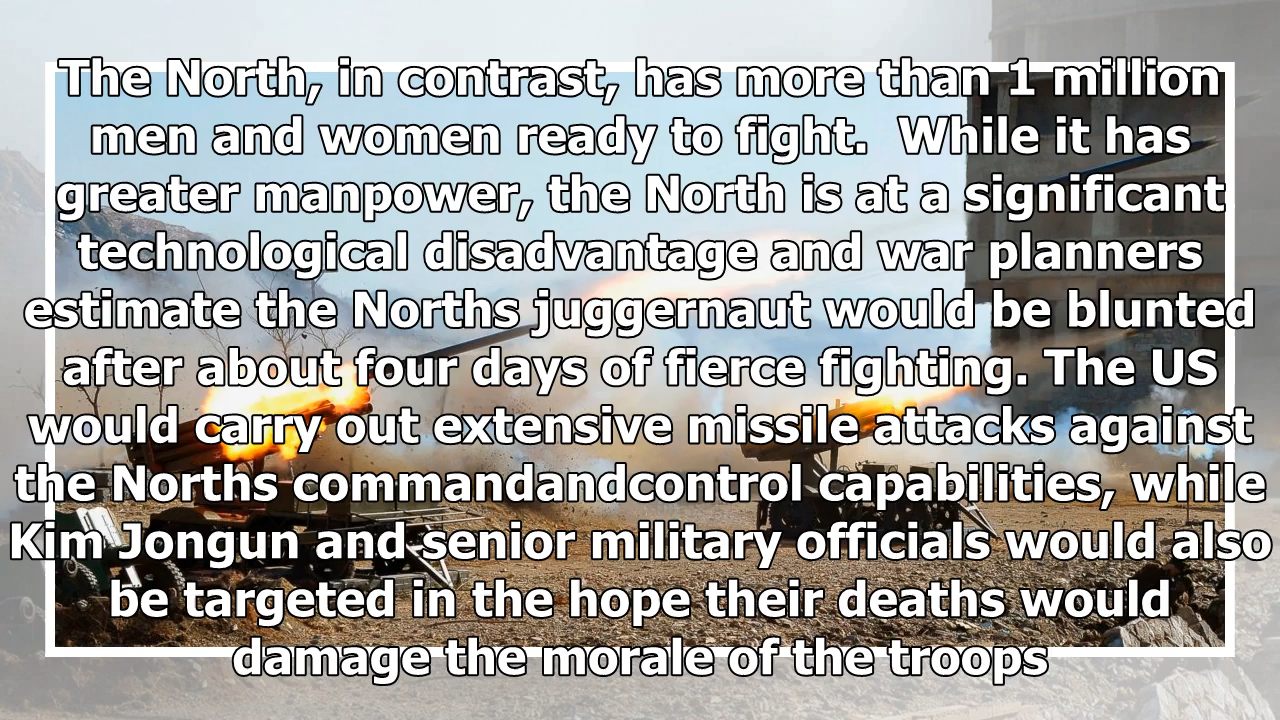 The North, in contrast, has more than 1 million
men and women ready to fight.  While it has
greater manpower, the North is at a significant
technological disadvantage and war planners
estimate the Norths juggernaut would be blunted
after about four days of fierce fighting. The US
would carry out extensive missile attacks against
the Norths commandandcontrol capabilities, while
Kim Jongun and senior military officials would also
be targeted in the hope their deaths would
damage the morale of the troops